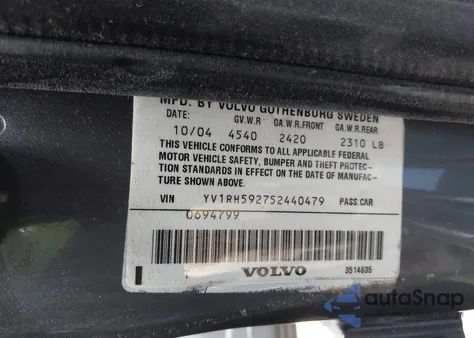 MFD. BY VOLVO GOTHENBURG SWEDEN
DATE: GV.W.R GA.W.R.FRONT GA.W.R.REAR
10/04 4540 2420 2310 LB
THIS VEHICLE CONFORMS TO ALL APPLICABLE FEDERAL
MOTOR VEHICLE SAFETY, BUMPER AND THEFT PROTEC-
TION STANDARDS IN EFFECT ON THE DATE OF MANUFAC-
TURE SHOWN ABOVE.
VIN YV1RH592752440479 PASS.CAR
0694799
VOLVO 3514635
autoSnap